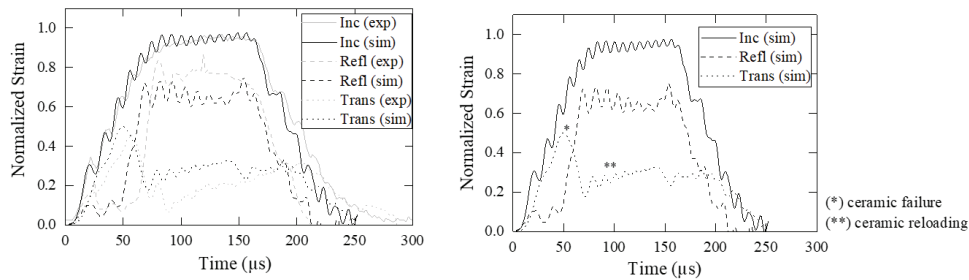 Normalized Strain
1.0
0.8
0.6
0.4
0.2
0.0
0
50
100
150
200
250
300
Time (µs)
Inc (exp)
Inc (sim)
Refl (exp)
Refl (sim)
Trans (exp)
Trans (sim)
Normalized Strain
1.0
0.8
0.6
0.4
0.2
0.0
0
50
100
150
200
250
300
Time (µs)
Inc (sim)
Refl (sim)
Trans (sim)
*
**
(*) ceramic failure
(**) ceramic reloading